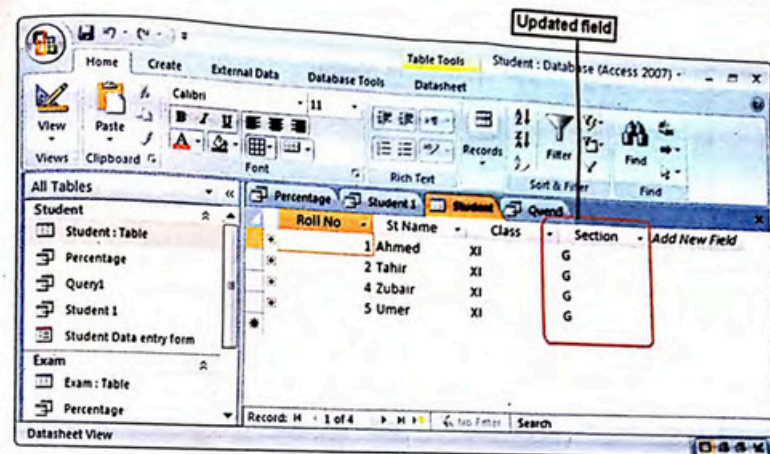 Updated field
Table Tools
Student : Database (Access 2007) -
Home Create External Data Database Tools Datasheet
Calibri 11
B I U
View Paste Records Filter Find
Views Clipboard Font Rich Text Sort & Filter Find
All Tables
Student
Student : Table
Percentage
Query1
Student 1
Student Data entry form
Exam
Exam : Table
Percentage
Percentage Student 1 Student
Roll No St Name Class Section Add New Field
1 Ahmed XI G
2 Tahir XI G
4 Zubair XI G
5 Umer XI G
Record: 1 of 4 No Filter Search
Datasheet View